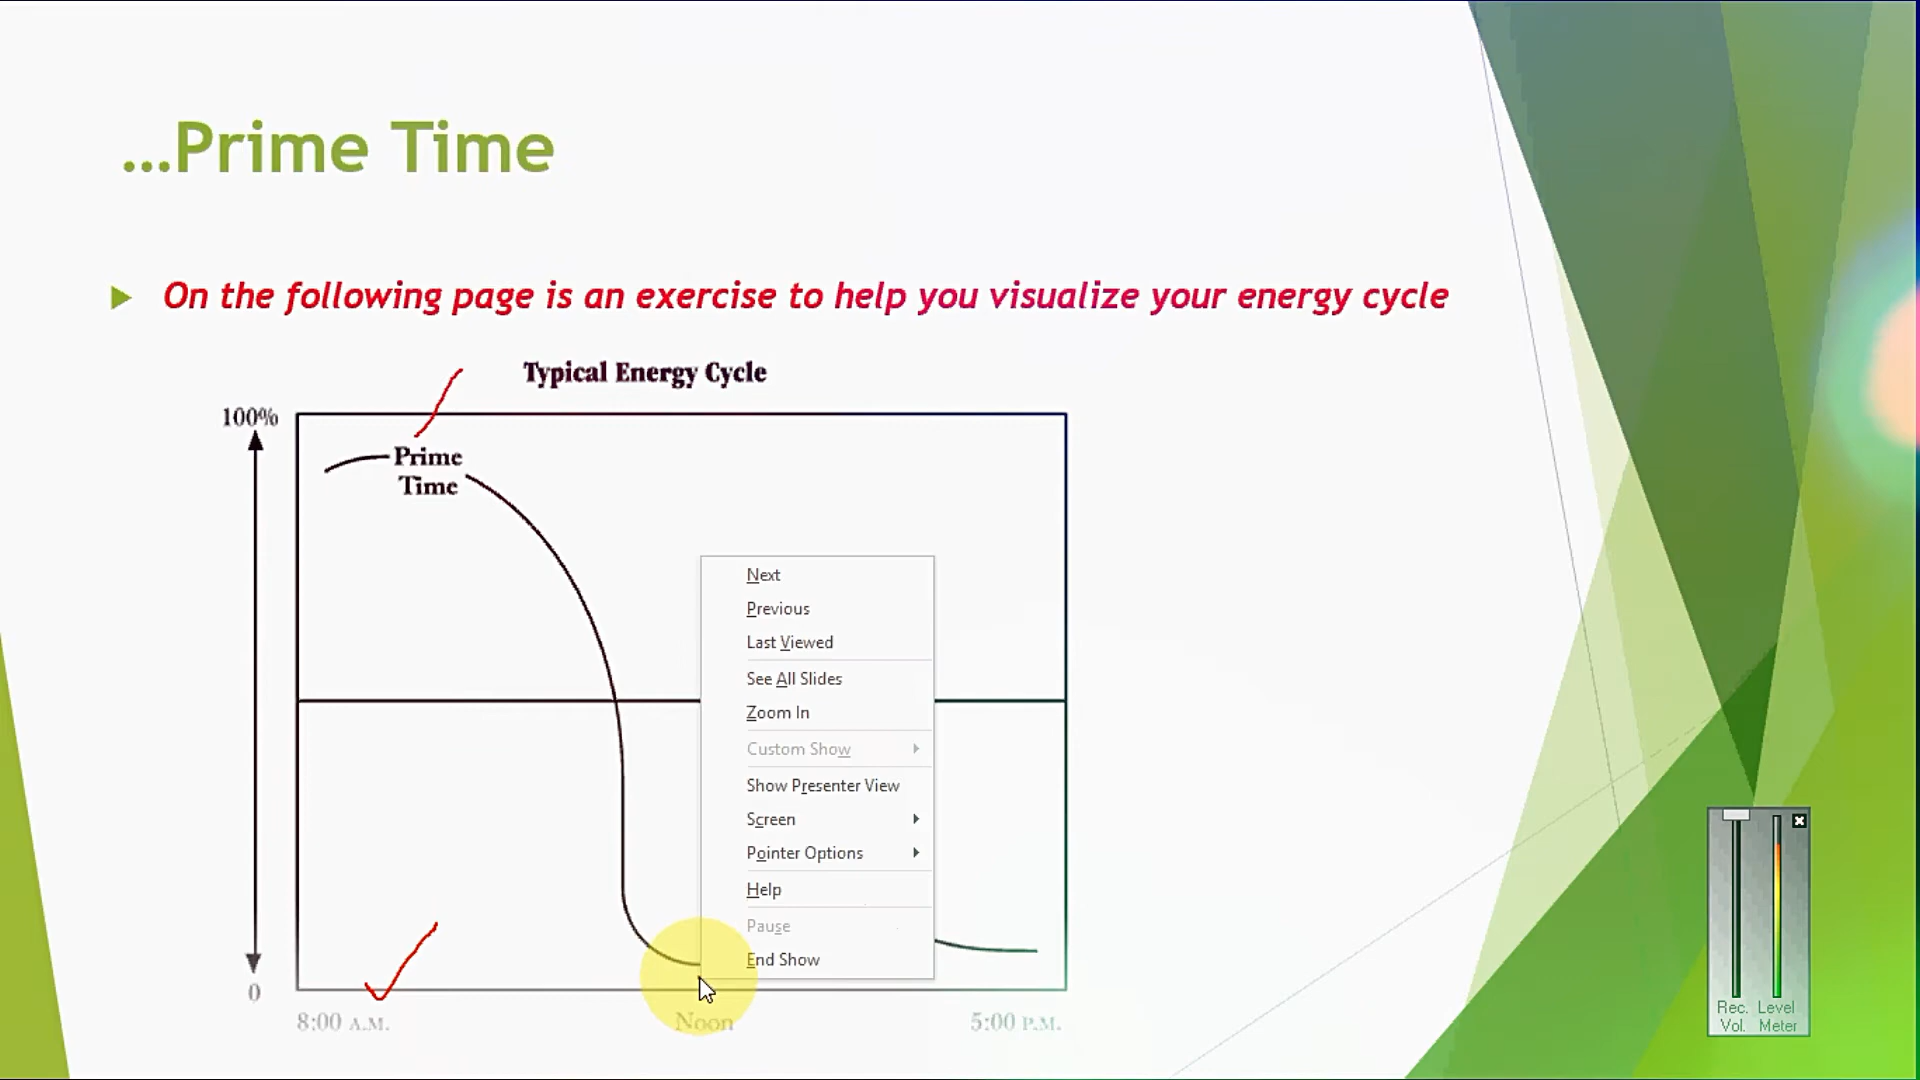 ...Prime Time
On the following page is an exercise to help you visualize your energy cycle
Typical Energy Cycle
100%
Prime
Time
Next
Previous
Last Viewed
See All Slides
Zoom In
Custom Show
Show Presenter View
Screen
Pointer Options
Help
Pause
End Show
0
8:00 A.M.
Noon
5:00 P.M.
Rec. Level
Vol. Meter